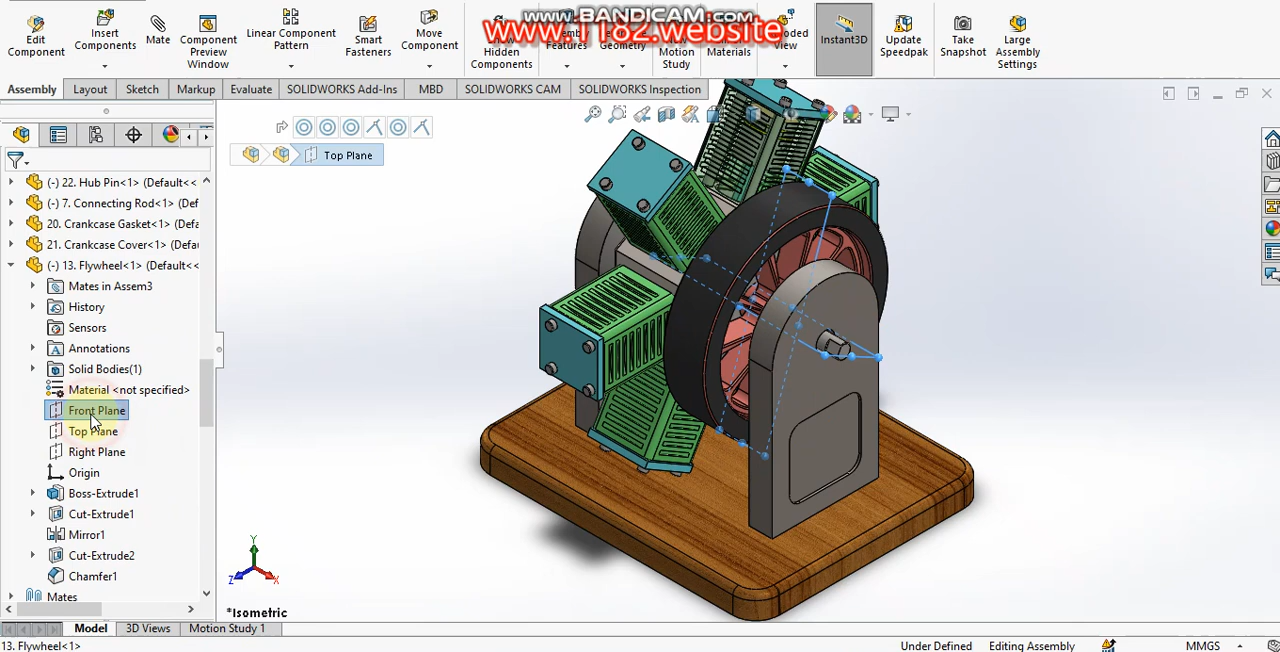 www.BANDICAM.com
www.1182.website
Edit
Component
Insert
Components
Mate
Component
Preview
Window
Linear Component
Pattern
Smart
Fasteners
Move
Component
Hidden
Components
Features
Geometry
Motion
Study
Materials
View
Instant3D
Update
Speedpak
Take
Snapshot
Large
Assembly
Settings
Assembly
Layout
Sketch
Markup
Evaluate
SOLIDWORKS Add-Ins
MBD
SOLIDWORKS CAM
SOLIDWORKS Inspection
Top Plane
(-) 22. Hub Pin<1> (Default<<
(-) 7. Connecting Rod<1> (Def
20. Crankcase Gasket<1> (Defa
21. Crankcase Cover<1> (Defau
(-) 13. Flywheel<1> (Default<<
Mates in Assem3
History
Sensors
Annotations
Solid Bodies(1)
Material <not specified>
Front Plane
Top Plane
Right Plane
Origin
Boss-Extrude1
Cut-Extrude1
Mirror1
Cut-Extrude2
Chamfer1
Mates
Y
Z
X
*Isometric
Model
3D Views
Motion Study 1
13. Flywheel<1>
Under Defined
Editing Assembly
MMGS